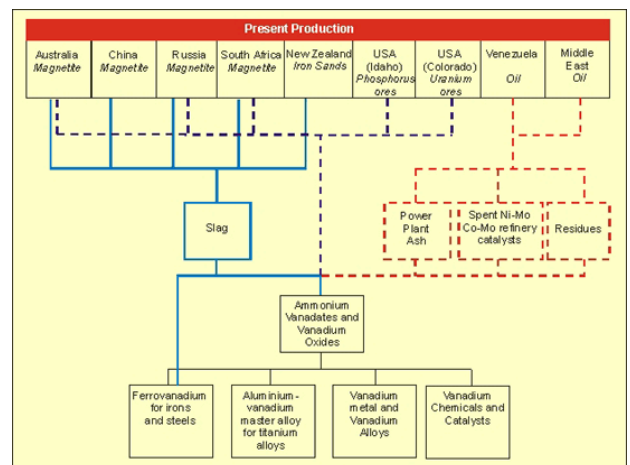 Present Production
Australia
Magnetite
China
Magnetite
Russia
Magnetite
South Africa
Magnetite
New Zealand
Iron Sands
USA
(Idaho)
Phosphorus
ores
USA
(Colorado)
Uranium
ores
Venezuela
Oil
Middle
East
Oil
Slag
Power
Plant
Ash
Spent Ni-Mo
Co-Mo refinery
catalysts
Residues
Ammonium
Vanadates and
Vanadium
Oxides
Ferrovanadium
for irons
and steels
Aluminium-
vanadium
master alloy
for titanium
alloys
Vanadium
metal and
Vanadium
Alloys
Vanadium
Chemicals and
Catalysts